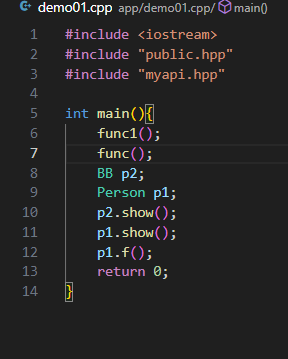 demo01.cpp app/demo01.cpp/main()
1 #include <iostream>
2 #include "public.hpp"
3 #include "myapi.hpp"
4
5 int main(){
6 func1();
7 func();
8 BB p2;
9 Person p1;
10 p2.show();
11 p1.show();
12 p1.f();
13 return 0;
14 }